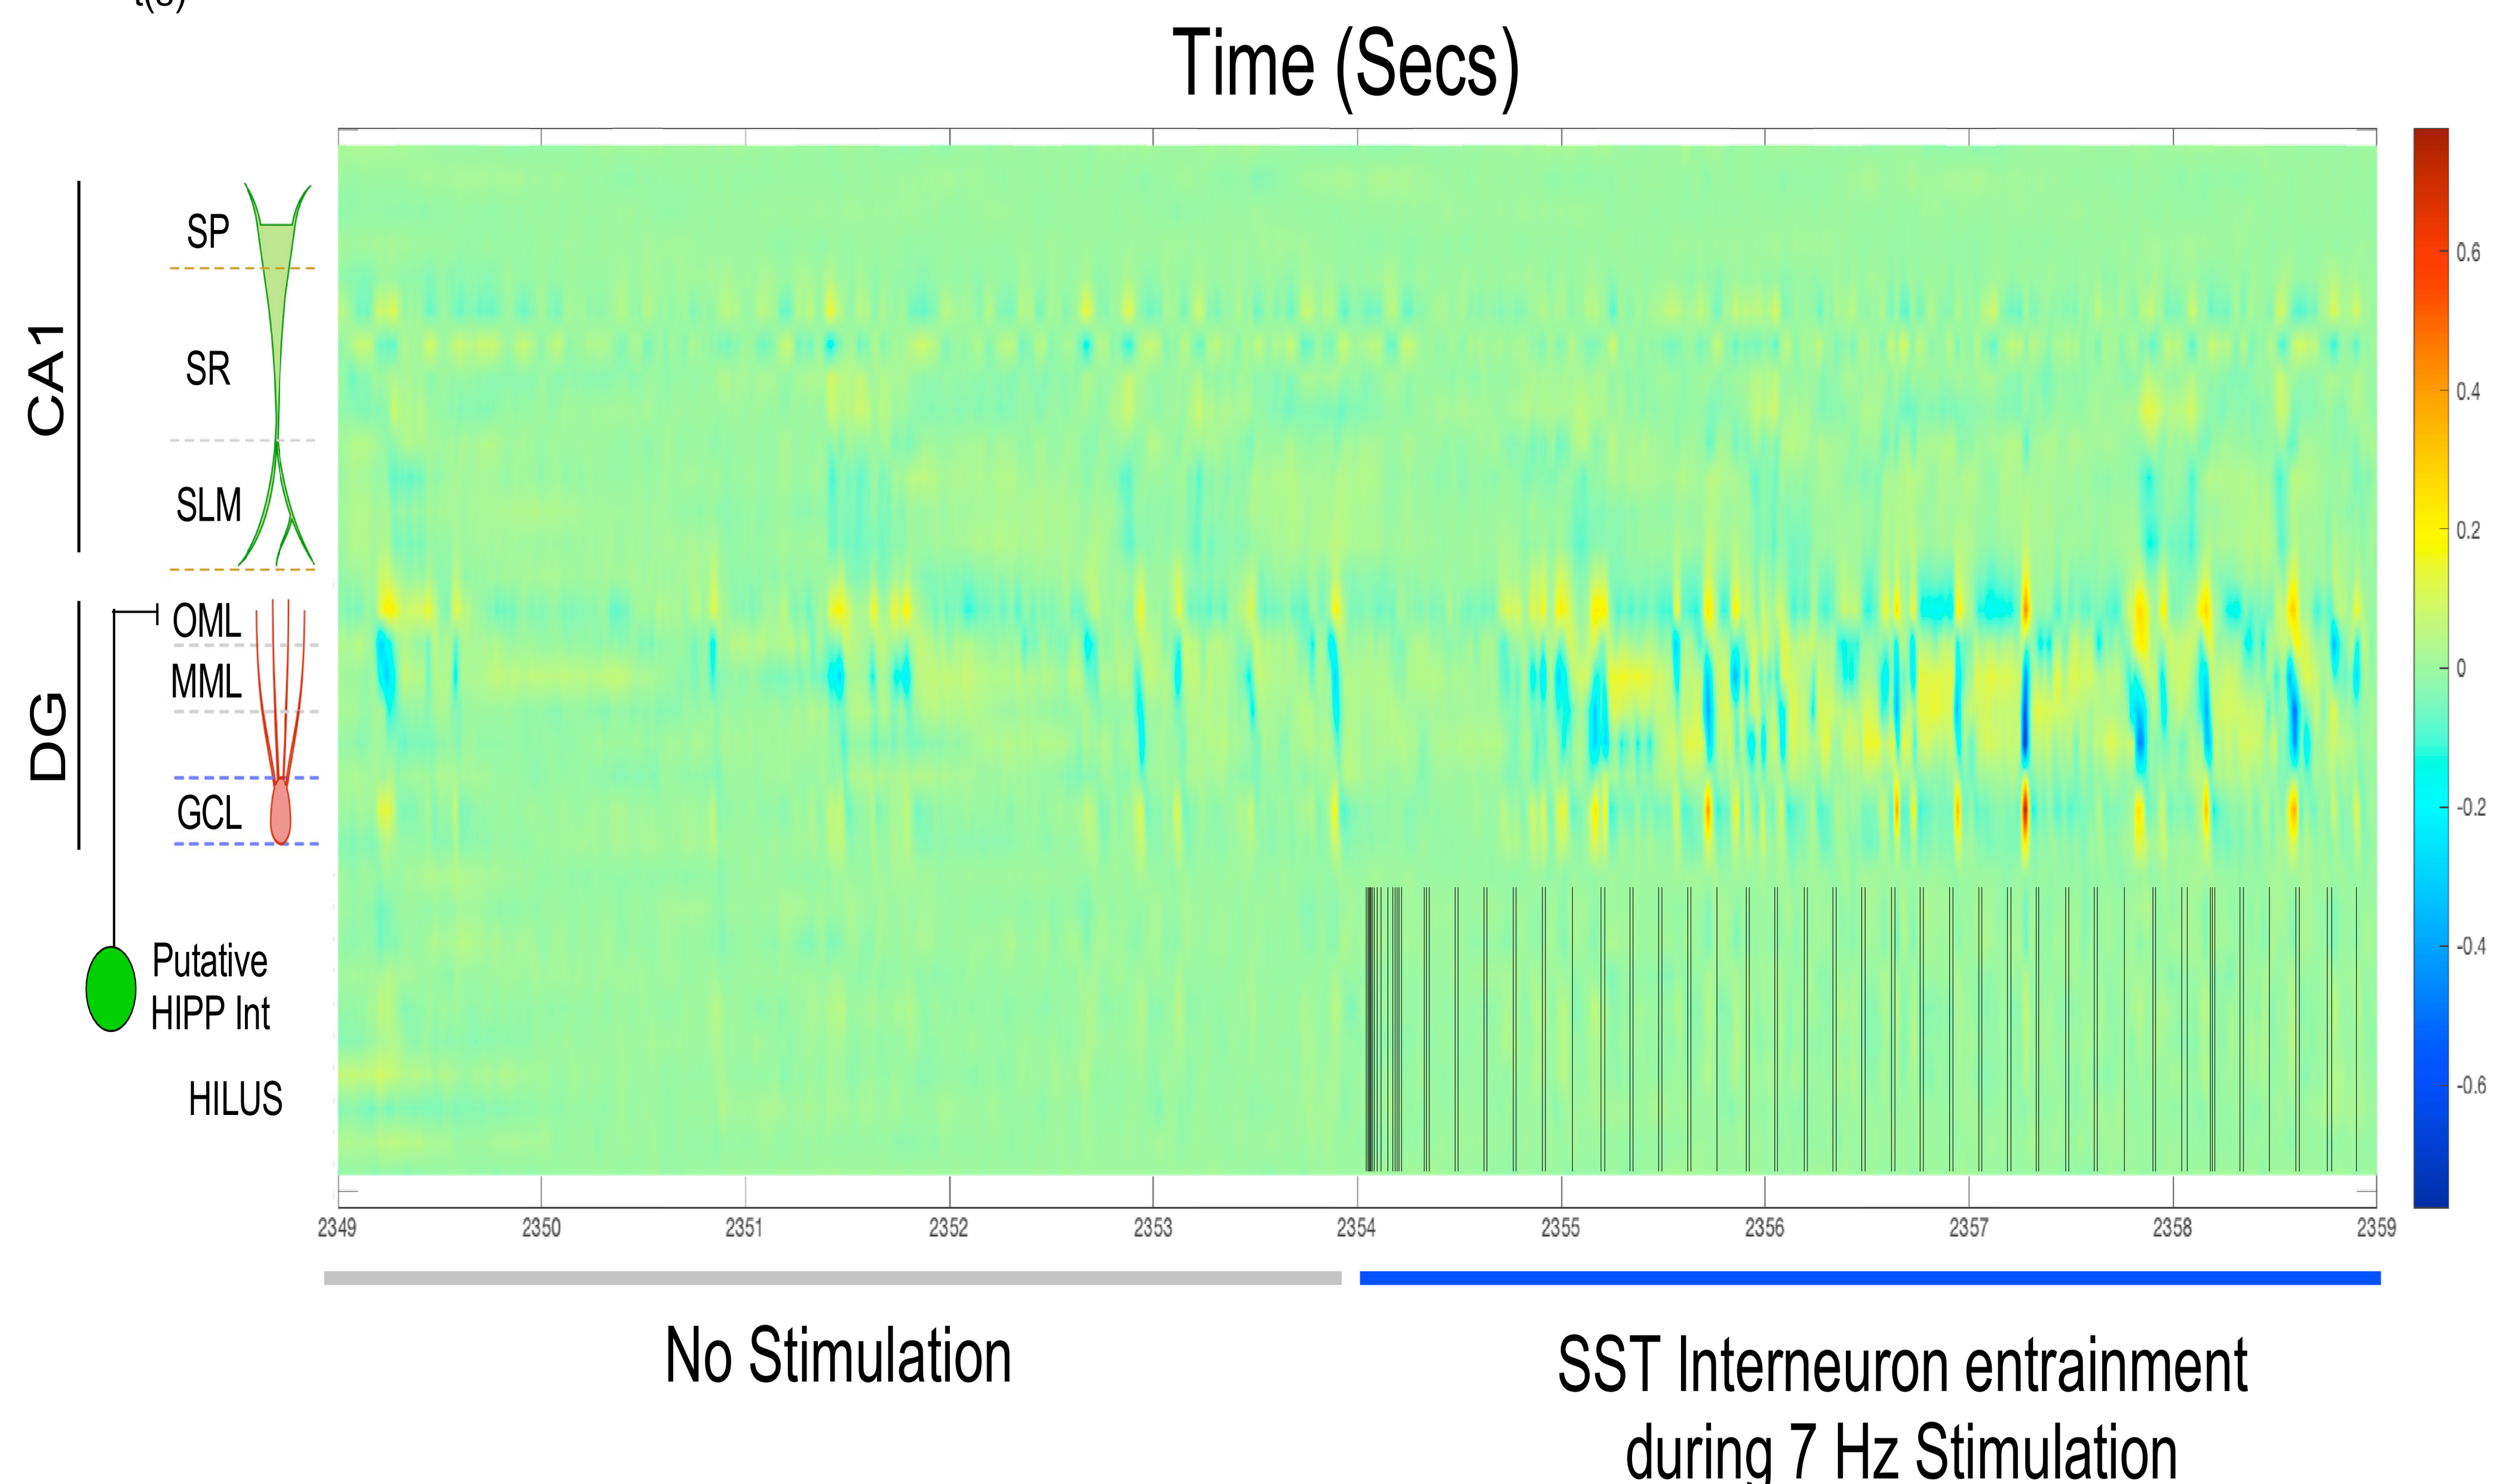 t(s)
Time (Secs)
CA1
SP
SR
SLM
DG
OML
MML
GCL
Putative
HIPP Int
HILUS
0.6
0.4
0.2
0
-0.2
-0.4
-0.6
2349 2350 2351 2352 2353 2354 2355 2356 2357 2358 2359
No Stimulation
SST Interneuron entrainment
during 7 Hz Stimulation